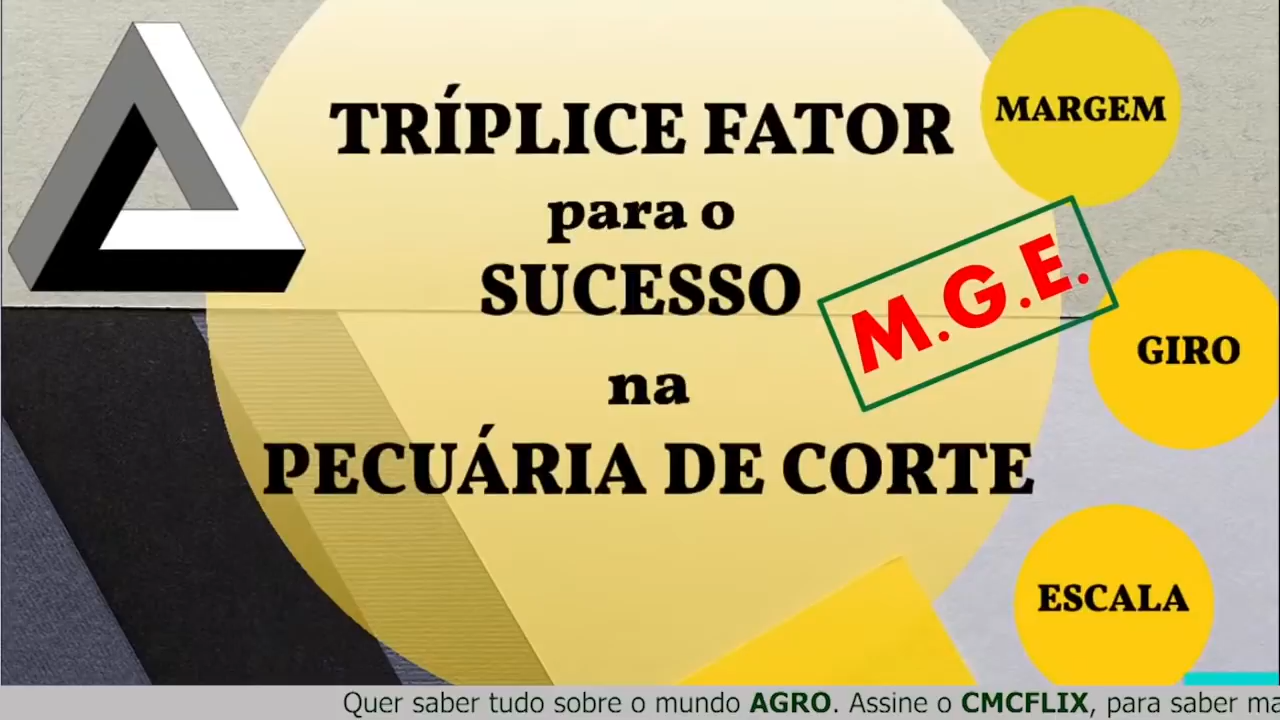 TRÍPLICE FATOR
para o
SUCESSO
na
PECUÁRIA DE CORTE
M.G.E.
MARGEM
GIRO
ESCALA
Quer saber tudo sobre o mundo AGRO. Assine o CMCFLIX, para saber